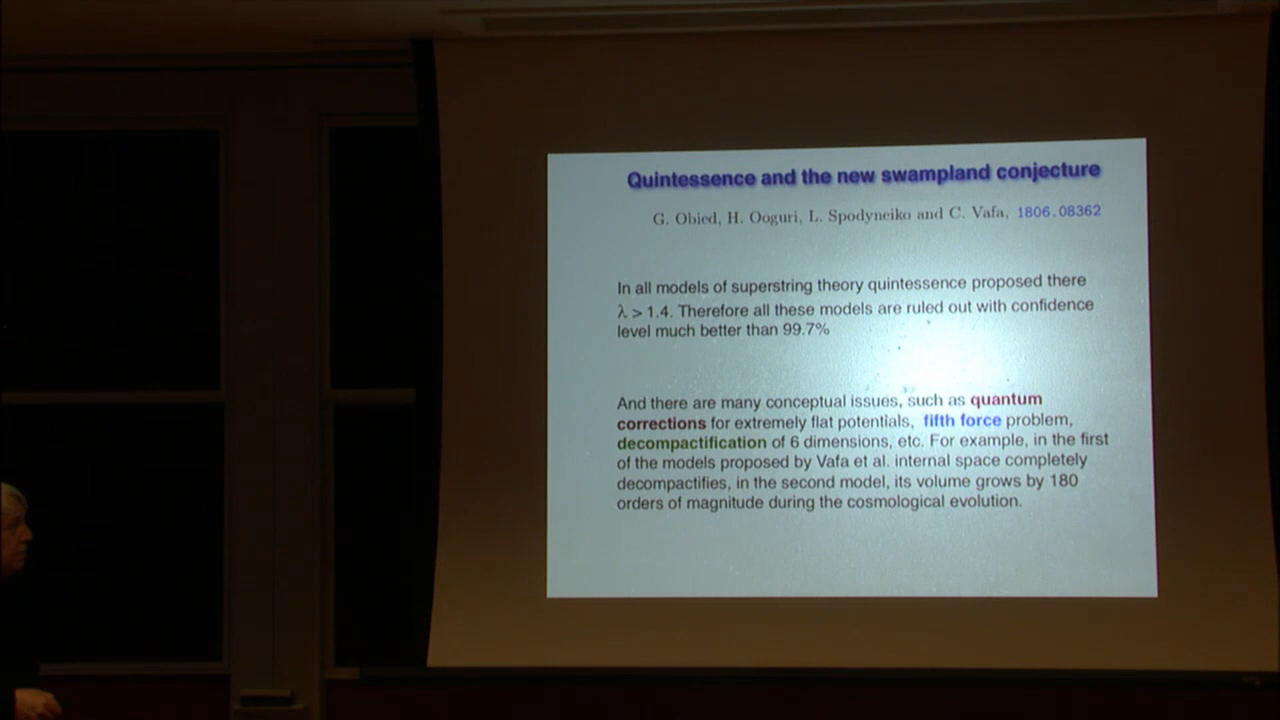 Quintessence and the new swampland conjecture
G. Obied, H. Ooguri, L. Spodyneiko and C. Vafa, 1806.08362
In all models of superstring theory quintessence proposed there
λ > 1.4. Therefore all these models are ruled out with confidence
level much better than 99.7%
And there are many conceptual issues, such as quantum
corrections for extremely flat potentials, fifth force problem,
decompactification of 6 dimensions, etc. For example, in the first
of the models proposed by Vafa et al. internal space completely
decompactifies, in the second model, its volume grows by 180
orders of magnitude during the cosmological evolution.